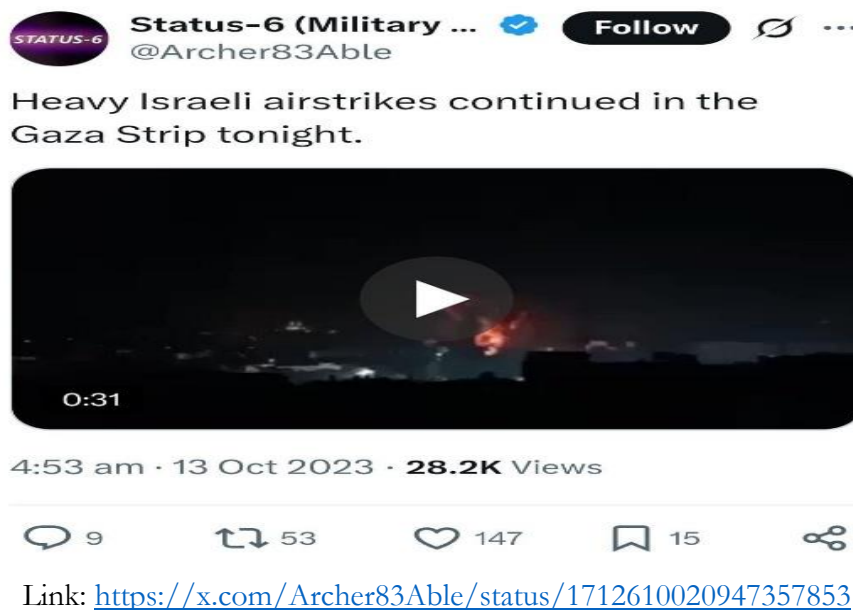 STATUS-6
Status-6 (Military ...
Follow
@Archer83Able
Heavy Israeli airstrikes continued in the
Gaza Strip tonight.
0:31
4:53 am · 13 Oct 2023 · 28.2K Views
9 53 147 15
Link: https://x.com/Archer83Able/status/1712610020947357853